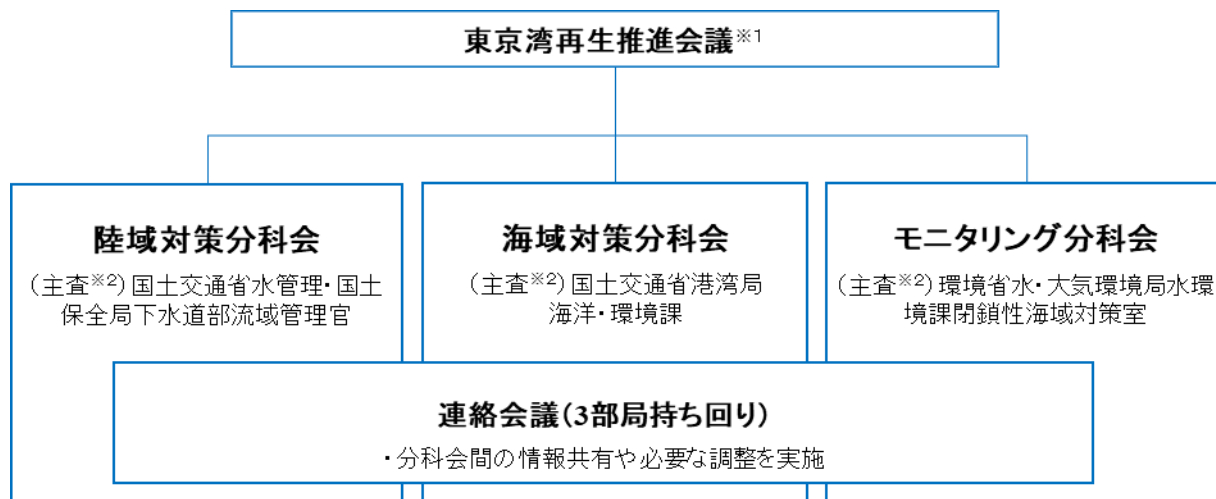 東京湾再生推進会議※1
陸域対策分科会
(主査※2)国土交通省水管理・国土
保全局下水道部流域管理官
海域対策分科会
(主査※2)国土交通省港湾局
海洋・環境課
モニタリング分科会
(主査※2)環境省水・大気環境局水環
境課閉鎖性海域対策室
連絡会議(3部局持ち回り)
・分科会間の情報共有や必要な調整を実施